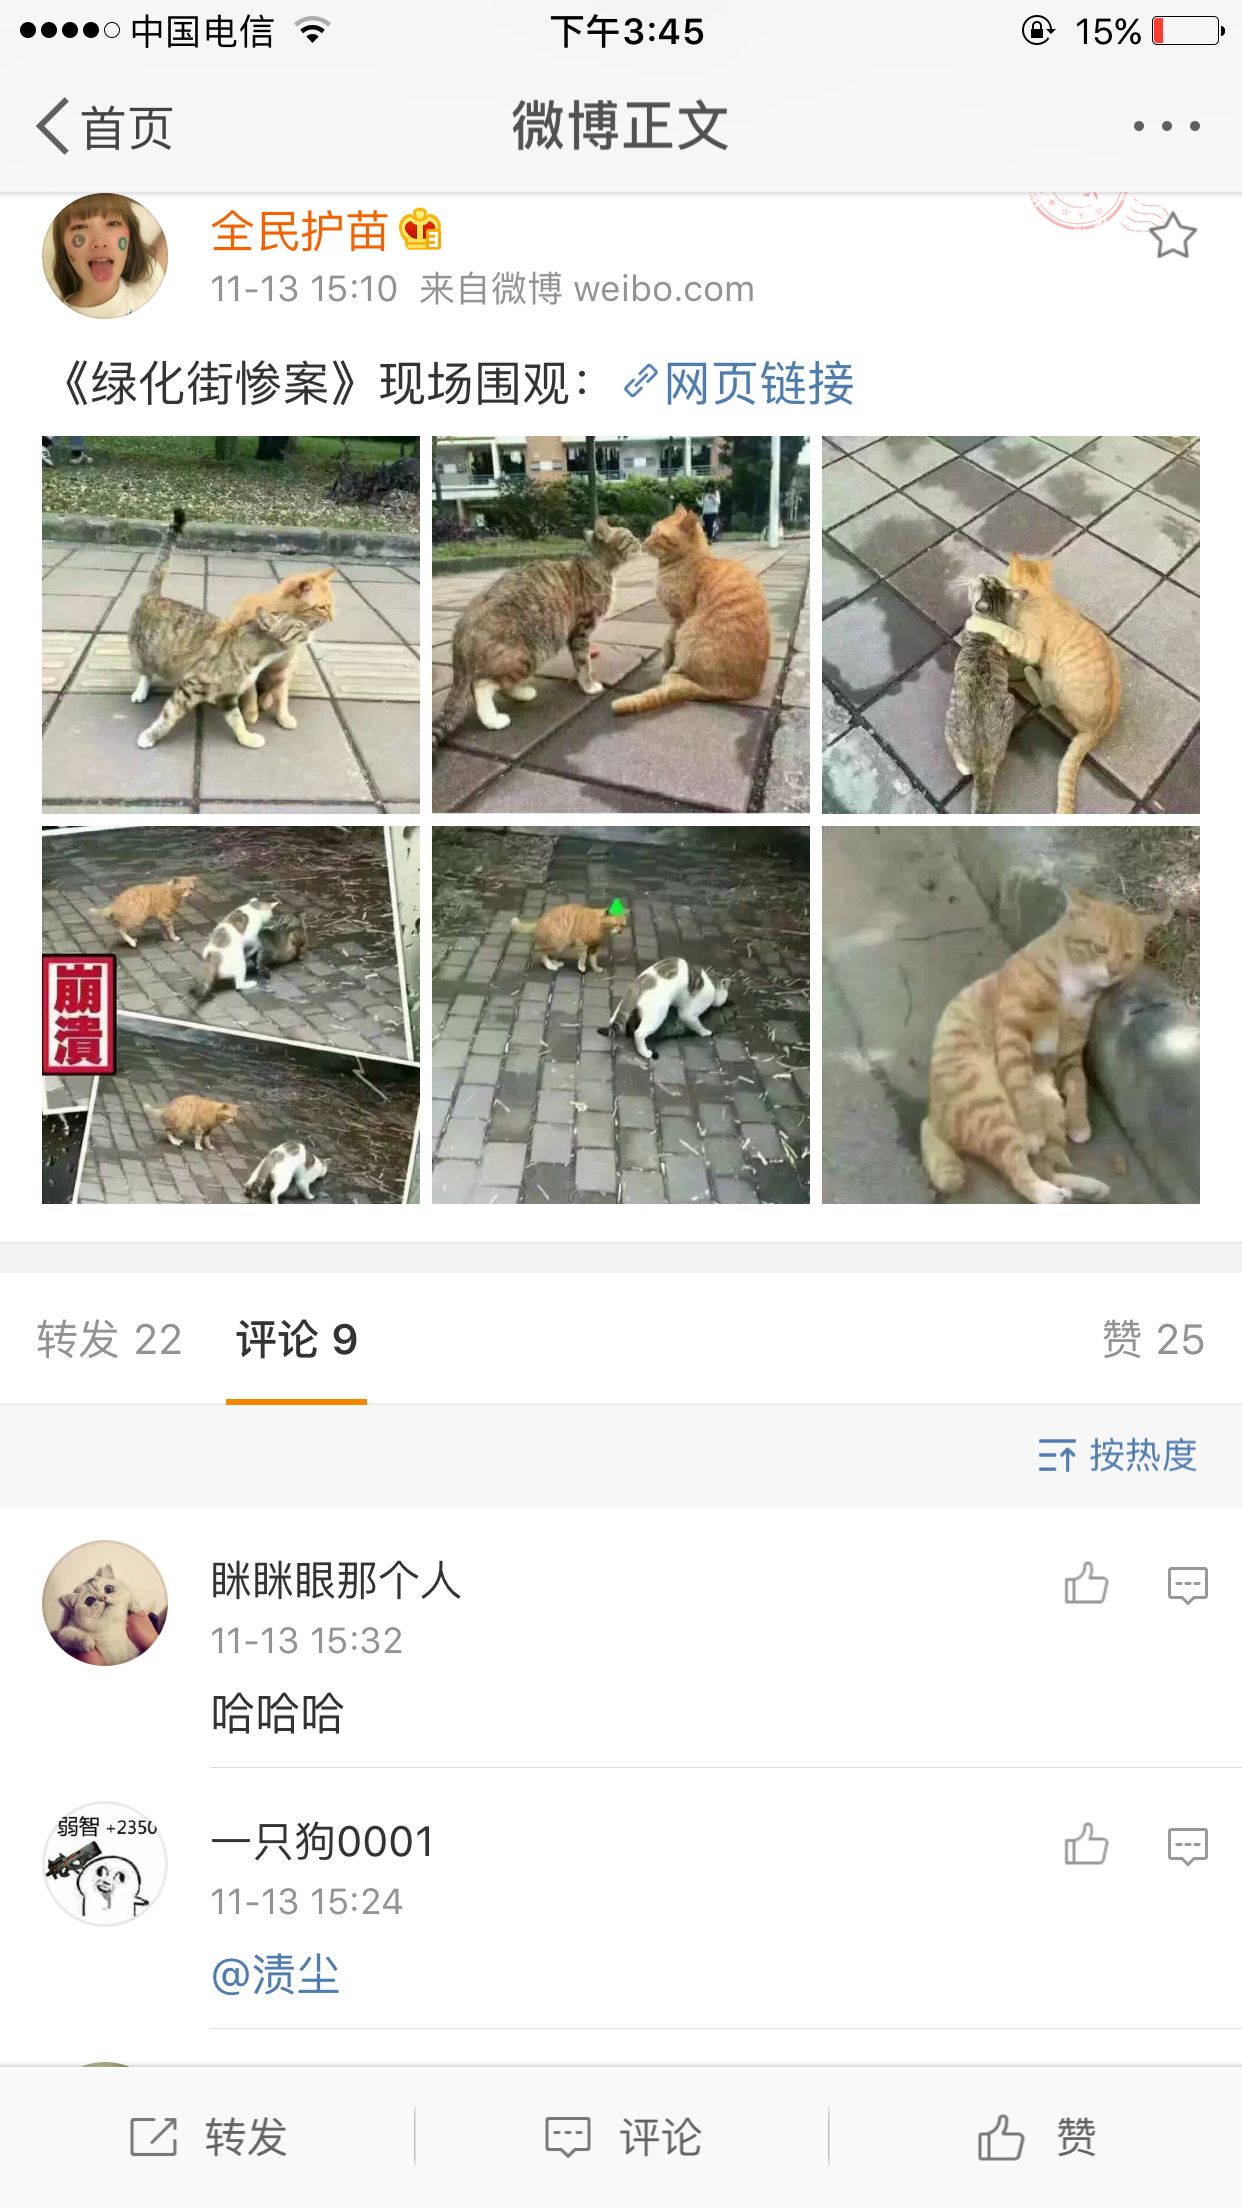 中国电信 下午3:45 15%
首页 微博正文
全民护苗
11-13 15:10 来自微博 weibo.com
《绿化街惨案》现场围观：网页链接
崩
潰
转发 22 评论 9 赞 25
按热度
眯眯眼那个人
11-13 15:32
哈哈哈
弱智 +2350
一只狗0001
11-13 15:24
@渍尘
转发 评论 赞